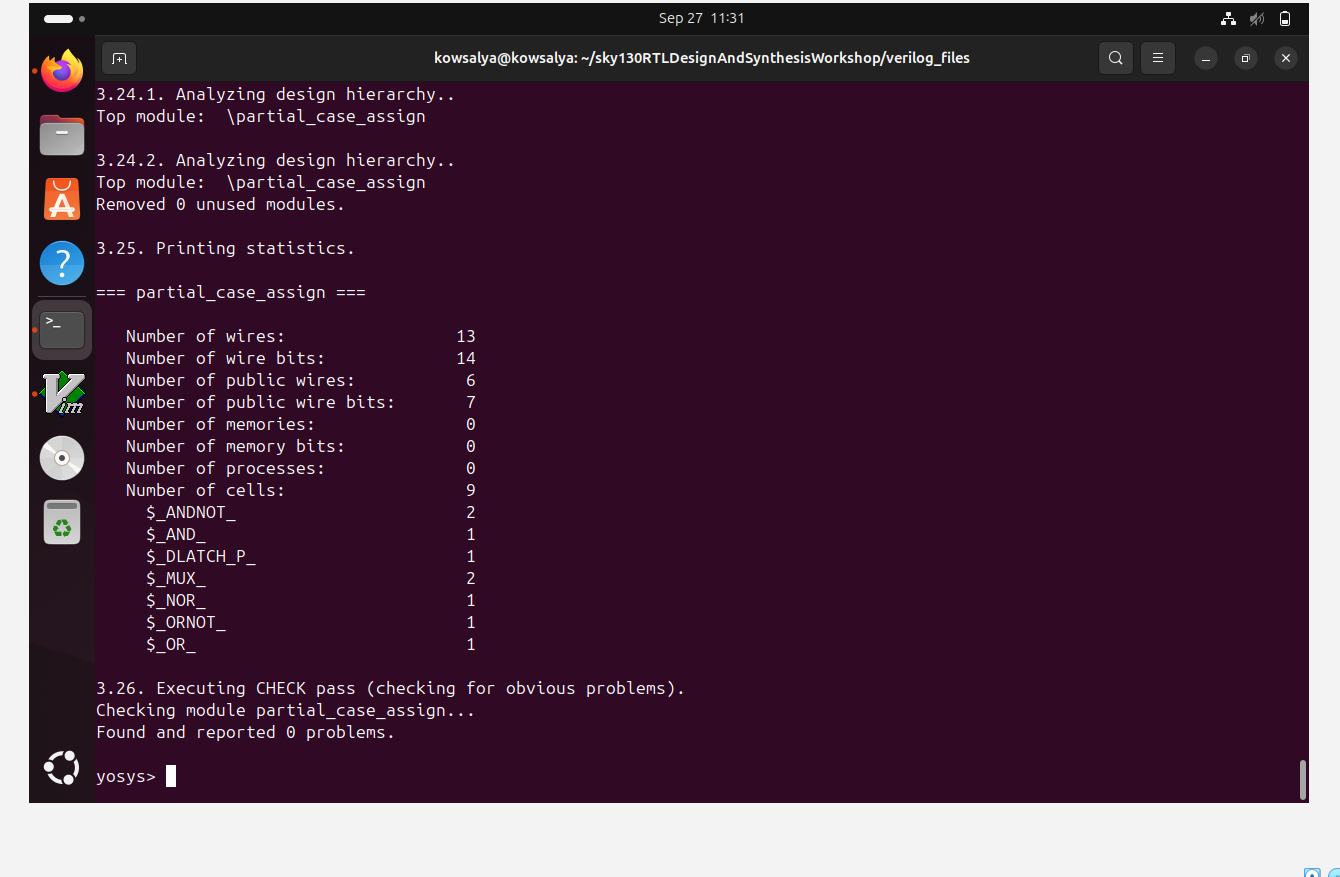 Sep 27 11:31
kowsalya@kowsalya: ~/sky130RTLDesignAndSynthesisWorkshop/verilog_files
3.24.1. Analyzing design hierarchy..
Top module:  \partial_case_assign
3.24.2. Analyzing design hierarchy..
Top module:  \partial_case_assign
Removed 0 unused modules.
3.25. Printing statistics.
=== partial_case_assign ===
Number of wires: 13
Number of wire bits: 14
Number of public wires: 6
Number of public wire bits: 7
Number of memories: 0
Number of memory bits: 0
Number of processes: 0
Number of cells: 9
$_ANDNOT_ 2
$_AND_ 1
$_DLATCH_P_ 1
$_MUX_ 2
$_NOR_ 1
$_ORNOT_ 1
$_OR_ 1
3.26. Executing CHECK pass (checking for obvious problems).
Checking module partial_case_assign...
Found and reported 0 problems.
yosys>